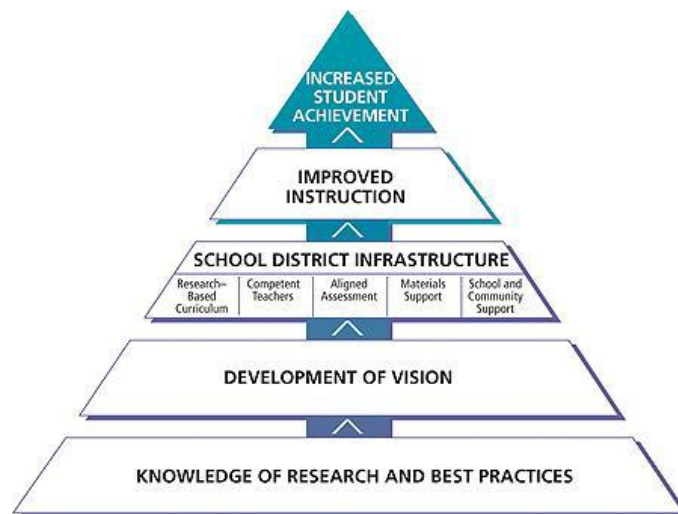 INCREASED
STUDENT
ACHIEVEMENT
IMPROVED
INSTRUCTION
SCHOOL DISTRICT INFRASTRUCTURE
Research–
Based
Curriculum
Competent
Teachers
Aligned
Assessment
Materials
Support
School and
Community
Support
DEVELOPMENT OF VISION
KNOWLEDGE OF RESEARCH AND BEST PRACTICES